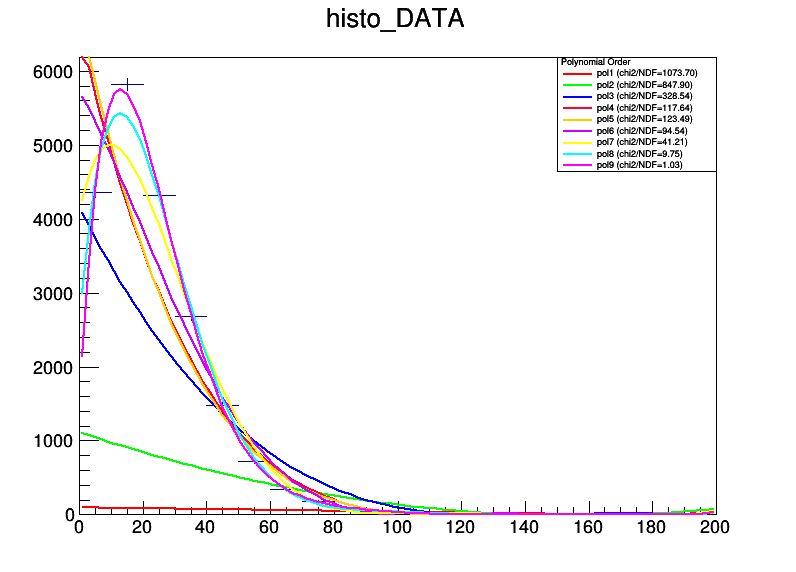 histo_DATA
Polynomial Order
pol1 (chi2/NDF=1073.70)
pol2 (chi2/NDF=847.90)
pol3 (chi2/NDF=328.54)
pol4 (chi2/NDF=117.64)
pol5 (chi2/NDF=123.49)
pol6 (chi2/NDF=94.54)
pol7 (chi2/NDF=41.21)
pol8 (chi2/NDF=9.75)
pol9 (chi2/NDF=1.03)
6000
5000
4000
3000
2000
1000
0
0 20 40 60 80 100 120 140 160 180 200